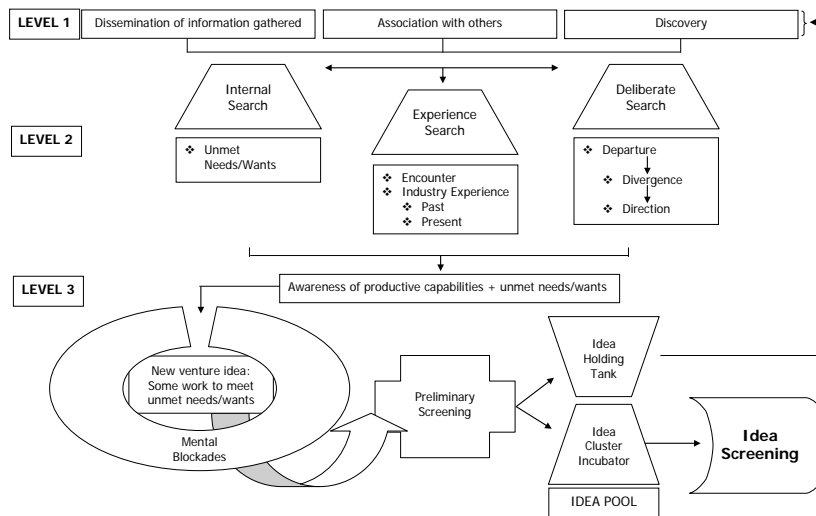 LEVEL 1
Dissemination of information gathered
Association with others
Discovery
Internal
Search
Experience
Search
Deliberate
Search
LEVEL 2
❖ Unmet
Needs/Wants
❖ Encounter
❖ Industry Experience
❖ Past
❖ Present
❖ Departure
❖ Divergence
❖ Direction
LEVEL 3
Awareness of productive capabilities + unmet needs/wants
New venture idea:
Some work to meet
unmet needs/wants
Mental
Blockades
Preliminary
Screening
Idea
Holding
Tank
Idea
Cluster
Incubator
IDEA POOL
Idea
Screening